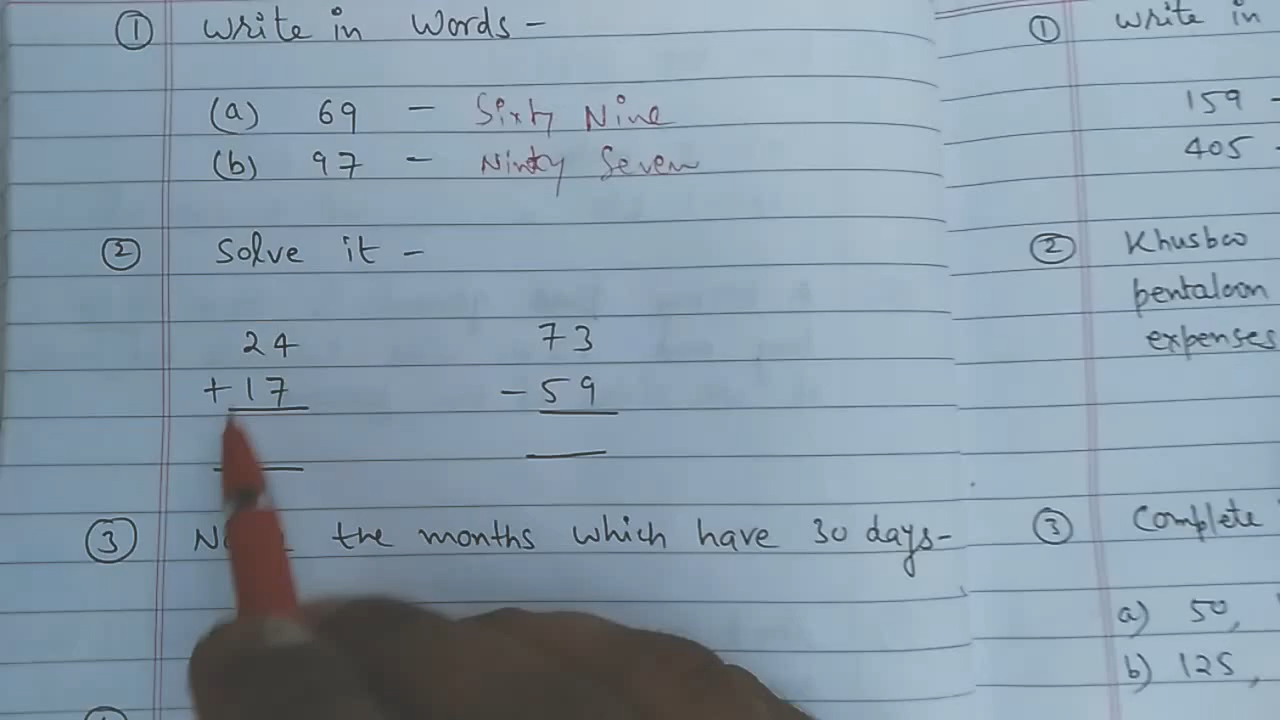 ① Write in Words -
(a) 69 - Sixty Nine
(b) 97 - Ninty Seven
② Solve it -
24
+ 17
73
- 59
③ the months which have 30 days-
① Write in
159 -
405 -
② Khusboo
pentaloon
expenses
③ Complete
a) 50,
b) 125,